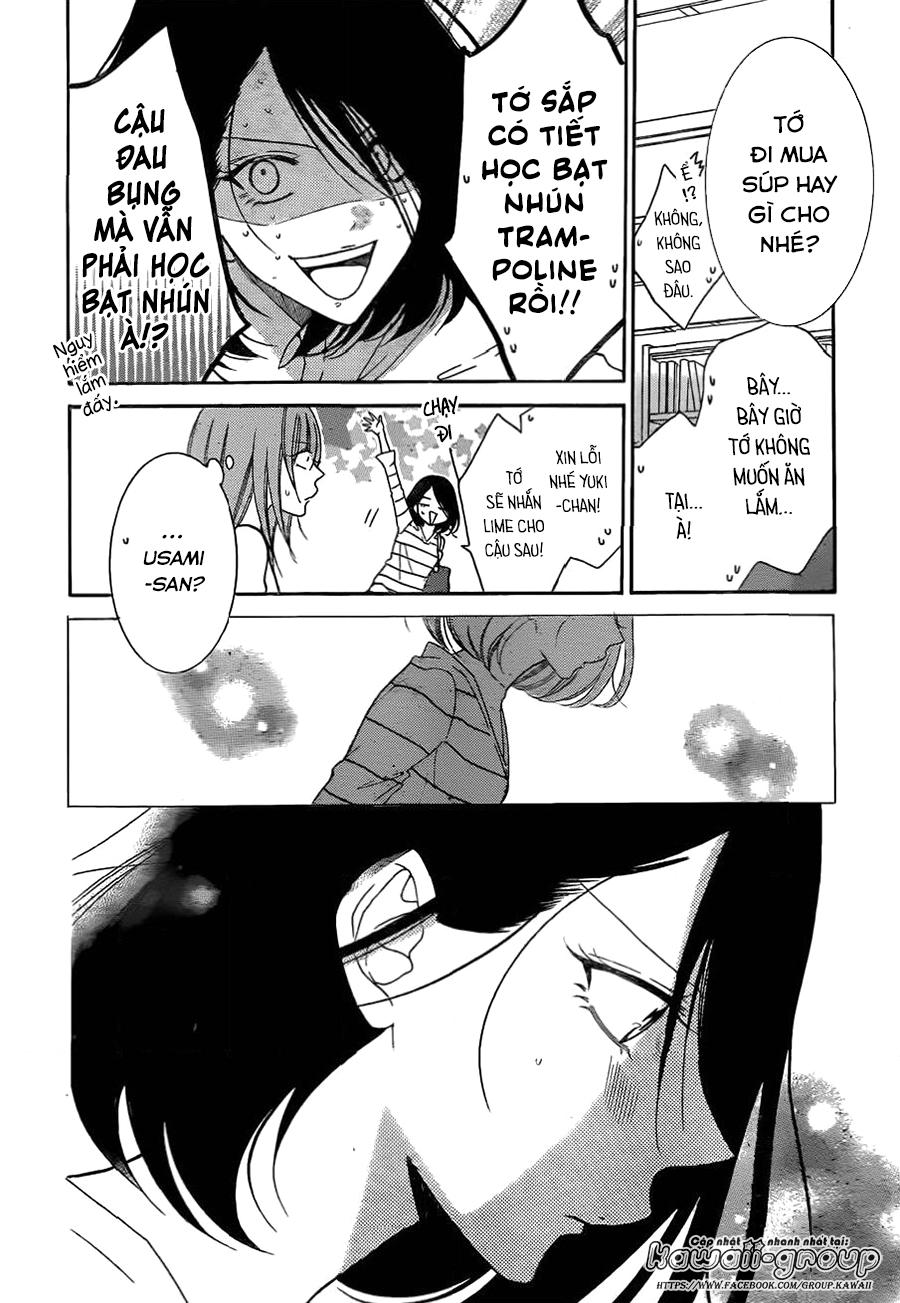 TỚ
ĐI MUA
SÚP HAY
GÌ CHO
NHÉ?
Ể
!?
KHÔNG,
KHÔNG
SAO
ĐÂU.
BÂY...
BÂY GIỜ
TỚ KHÔNG
MUỐN ĂN
LẮM...
TẠI...
À!
TỚ SẮP
CÓ TIẾT
HỌC BẠT
NHÚN
TRAM-
POLINE
RỒI!!
CẬU
ĐAU
BỤNG
MÀ VẪN
PHẢI HỌC
BẠT NHÚN
À!?
Nguy
hiểm
lắm
đấy.
XIN LỖI
NHÉ YUKI
-CHAN!
TỚ
SẼ NHẮN
LIME CHO
CẬU SAU!
CHẠY
ĐI
...
USAMI
-SAN?
Cập nhật nhanh nhất tại:
kawaii-group
HTTPS://WWW.FACEBOOK.COM/GROUP.KAWAII